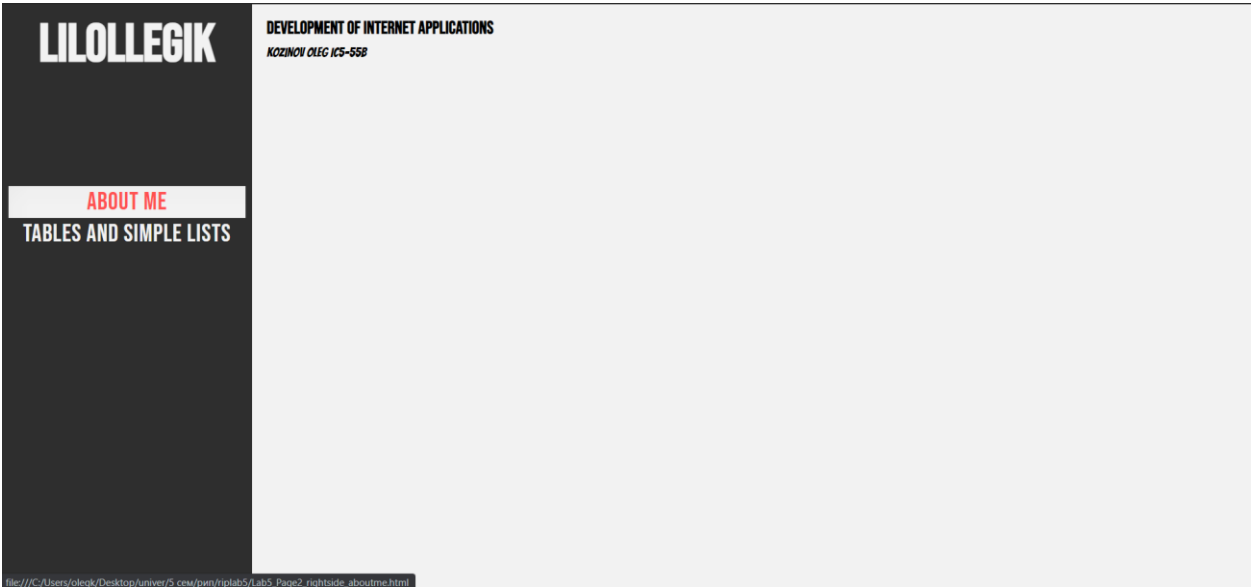 LILOLLEGIK
DEVELOPMENT OF INTERNET APPLICATIONS
KOZINOV OLEG IC5-55B
ABOUT ME
TABLES AND SIMPLE LISTS
file:///C:/Users/olegk/Desktop/univer/5 сем/рип/riplab5/Lab5_Page2_rightside_aboutme.html